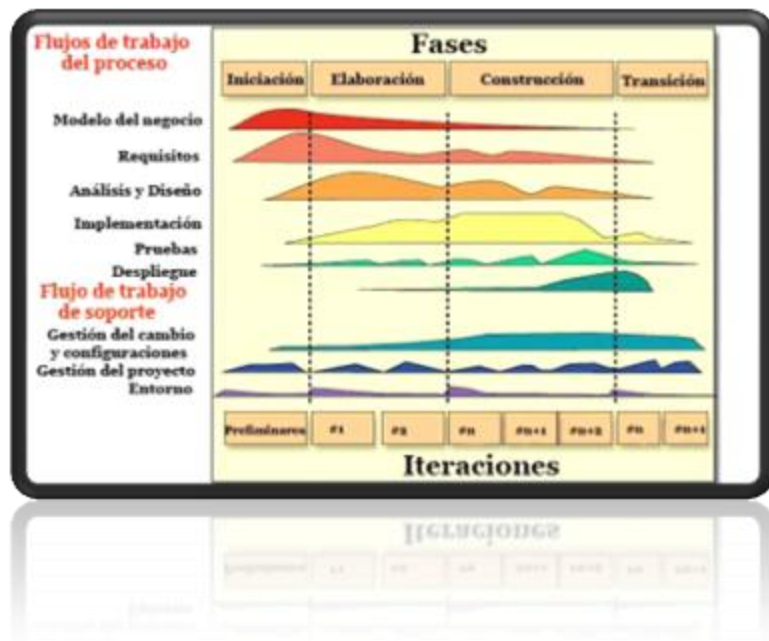 Flujos de trabajo
del proceso
Fases
Iniciación
Elaboración
Construcción
Transición
Modelo del negocio
Requisitos
Análisis y Diseño
Implementación
Pruebas
Despliegue
Flujo de trabajo
de soporte
Gestión del cambio
y configuraciones
Gestión del proyecto
Entorno
Preliminares
#1
#2
#n
#n+1
#n+2
#n
#n+1
Iteraciones